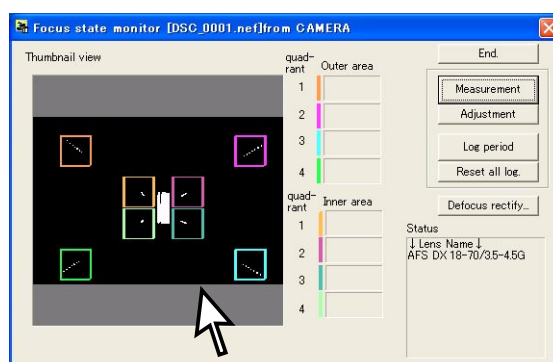 Focus state monitor [DSC_0001.nef]from CAMERA
Thumbnail view
quad-
rant Outer area
1
2
3
4
quad-
rant Inner area
1
2
3
4
End.
Measurement
Adjustment
Log period
Reset all log.
Defocus rectify...
Status
↓Lens Name↓
AFS DX 18-70/3.5-4.5G